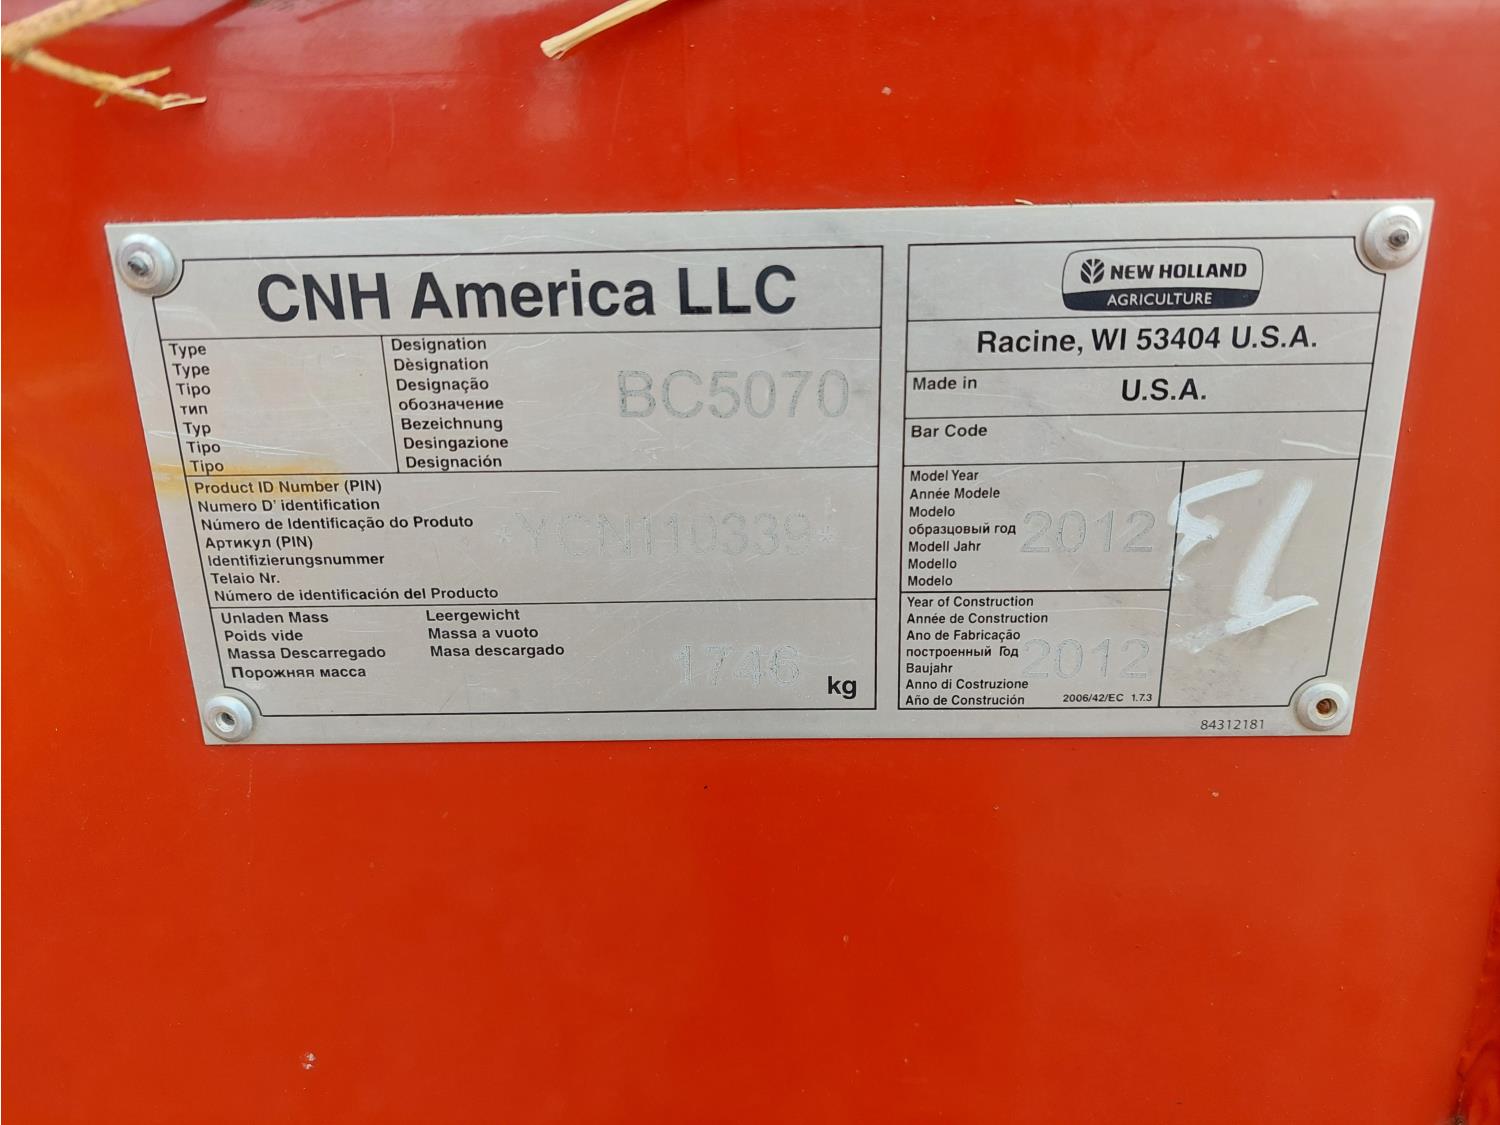 CNH America LLC
Type
Type
Tipo
тип
Typ
Tipo
Tipo
Designation
Dèsignation
Designação
обозначение
Bezeichnung
Desingazione
Designación
BC5070
Product ID Number (PIN)
Numero D' identification
Número de Identificação do Produto
Артикул (PIN)
Identifizierungsnummer
Telaio Nr.
Número de identificación del Producto
*YCN110339*
Unladen Mass
Poids vide
Massa Descarregado
Порожняя масса
Leergewicht
Massa a vuoto
Masa descargado
1746 kg
NEW HOLLAND
AGRICULTURE
Racine, WI 53404 U.S.A.
Made in U.S.A.
Bar Code
Model Year
Année Modele
Modelo
образцовый год
Modell Jahr
Modello
Modelo
2012
Year of Construction
Année de Construction
Ano de Fabricação
построенный Год
Baujahr
Anno di Costruzione
Año de Construción
2012
2006/42/EC 1.7.3
84312181